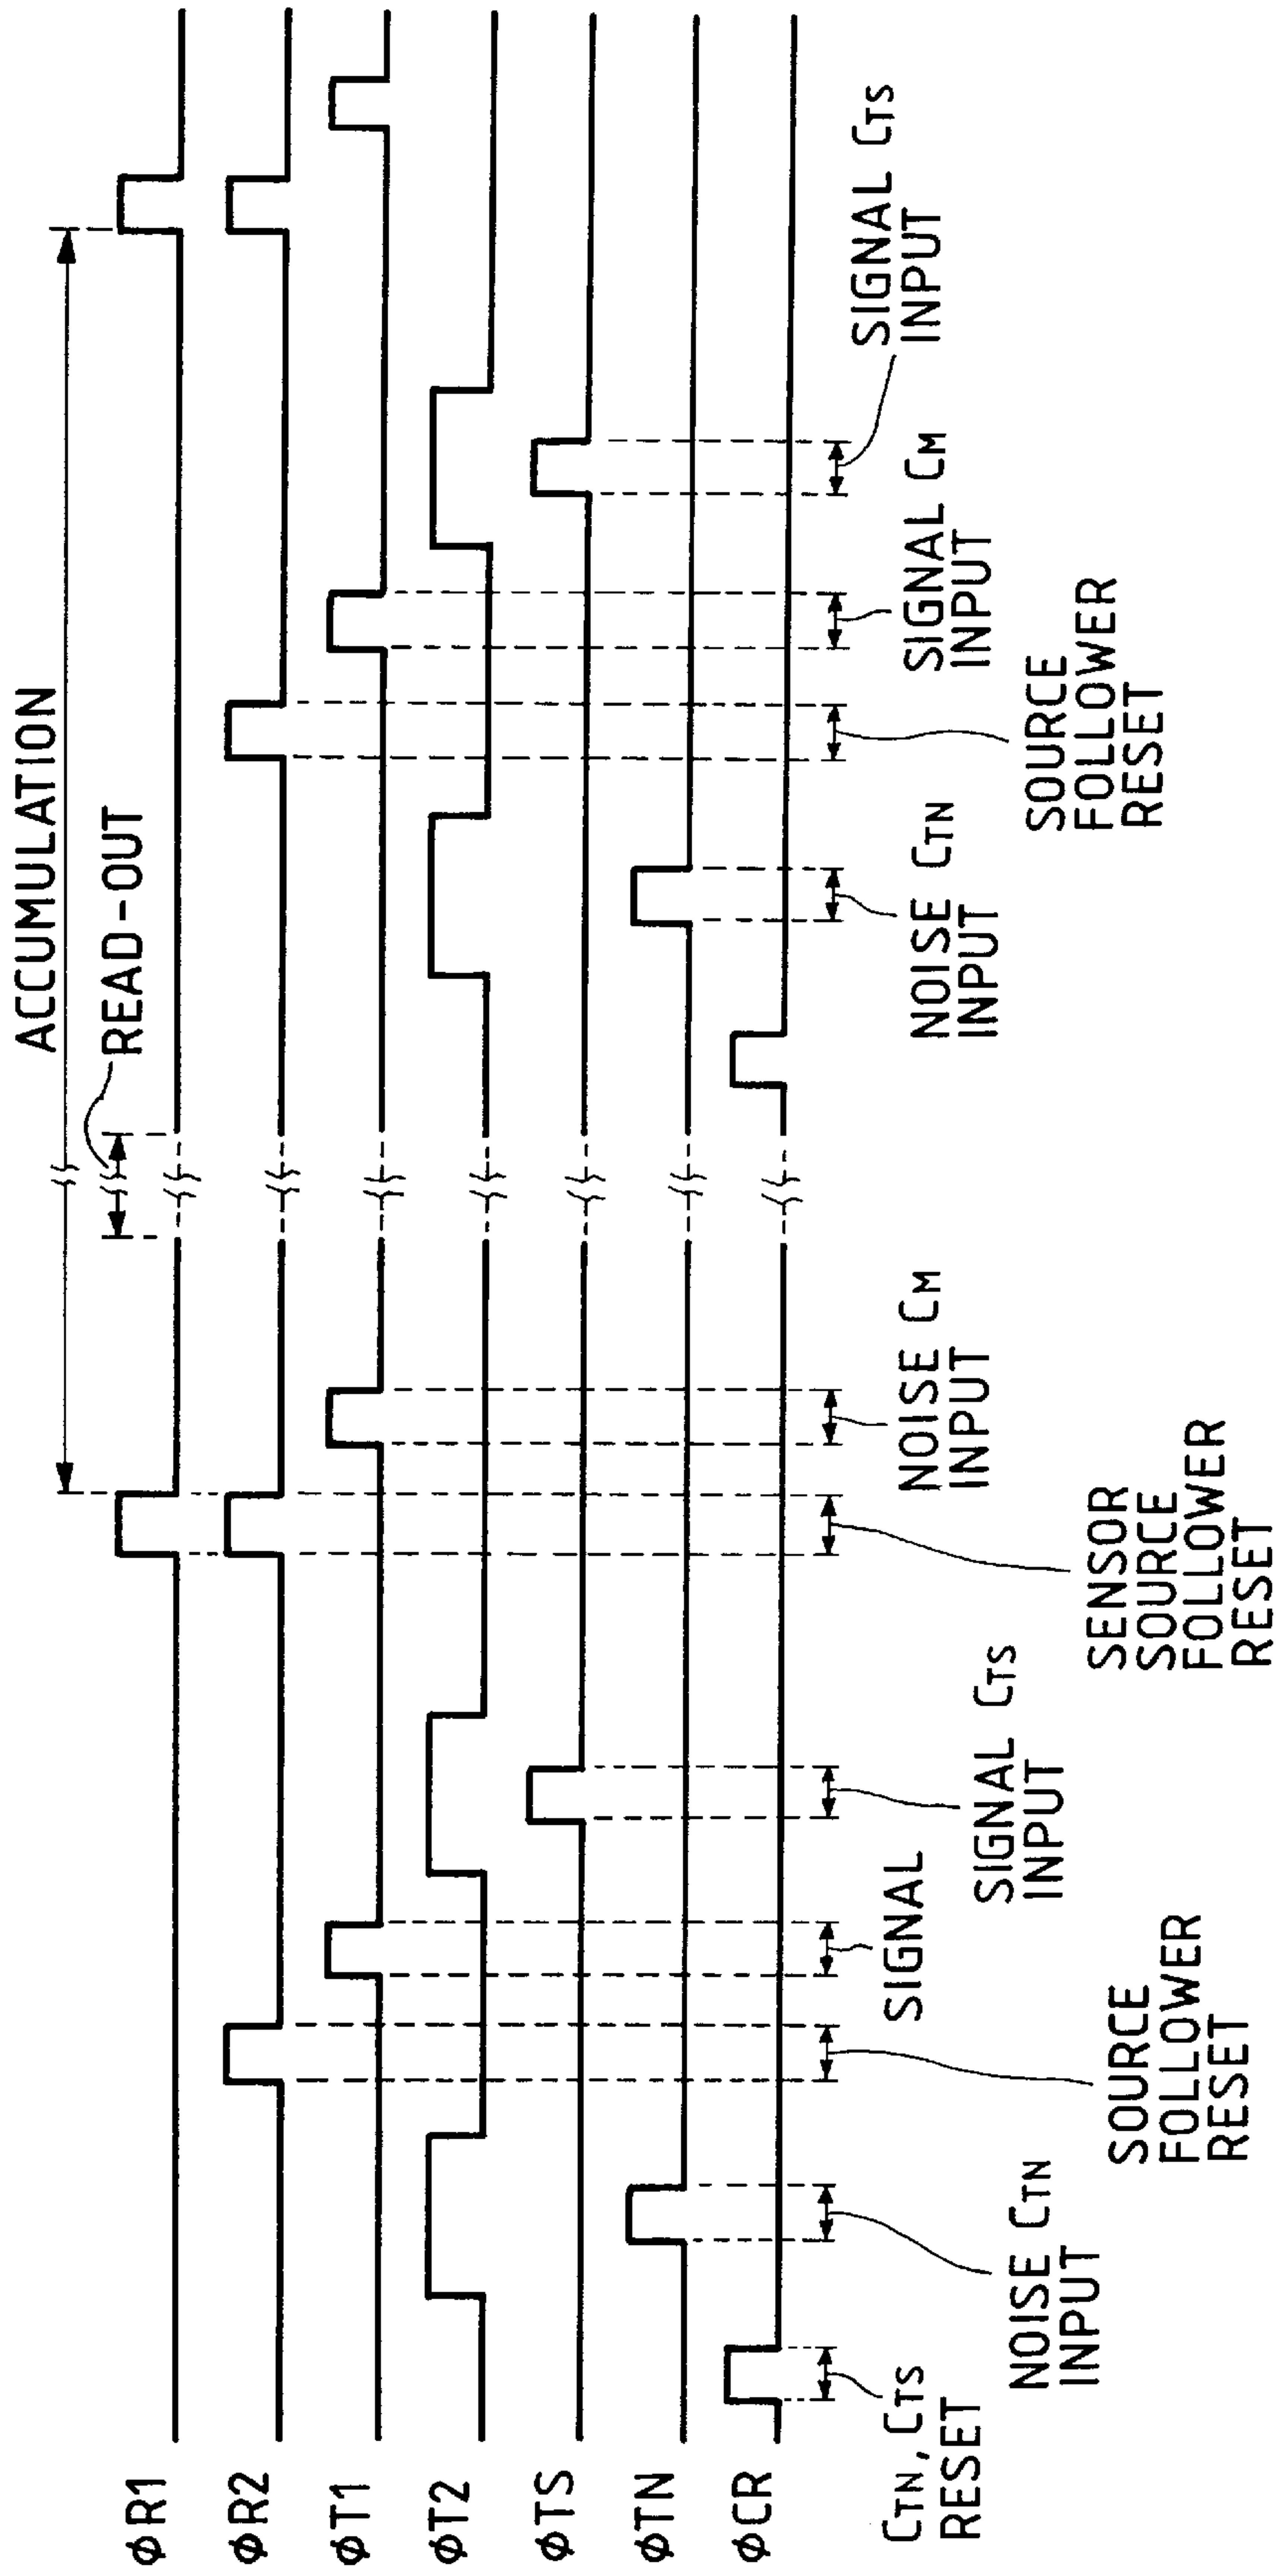 ACCUMULATION
READ-OUT
φR1
φR2
φT1
φT2
φTS
φTN
φCR
CTN, CTS
RESET
NOISE CTN
INPUT
SOURCE
FOLLOWER
RESET
SIGNAL
SIGNAL CTS
INPUT
SENSOR
SOURCE
FOLLOWER
RESET
NOISE CM
INPUT
NOISE CTN
INPUT
SOURCE
FOLLOWER
RESET
SIGNAL CM
INPUT
SIGNAL CTS
INPUT